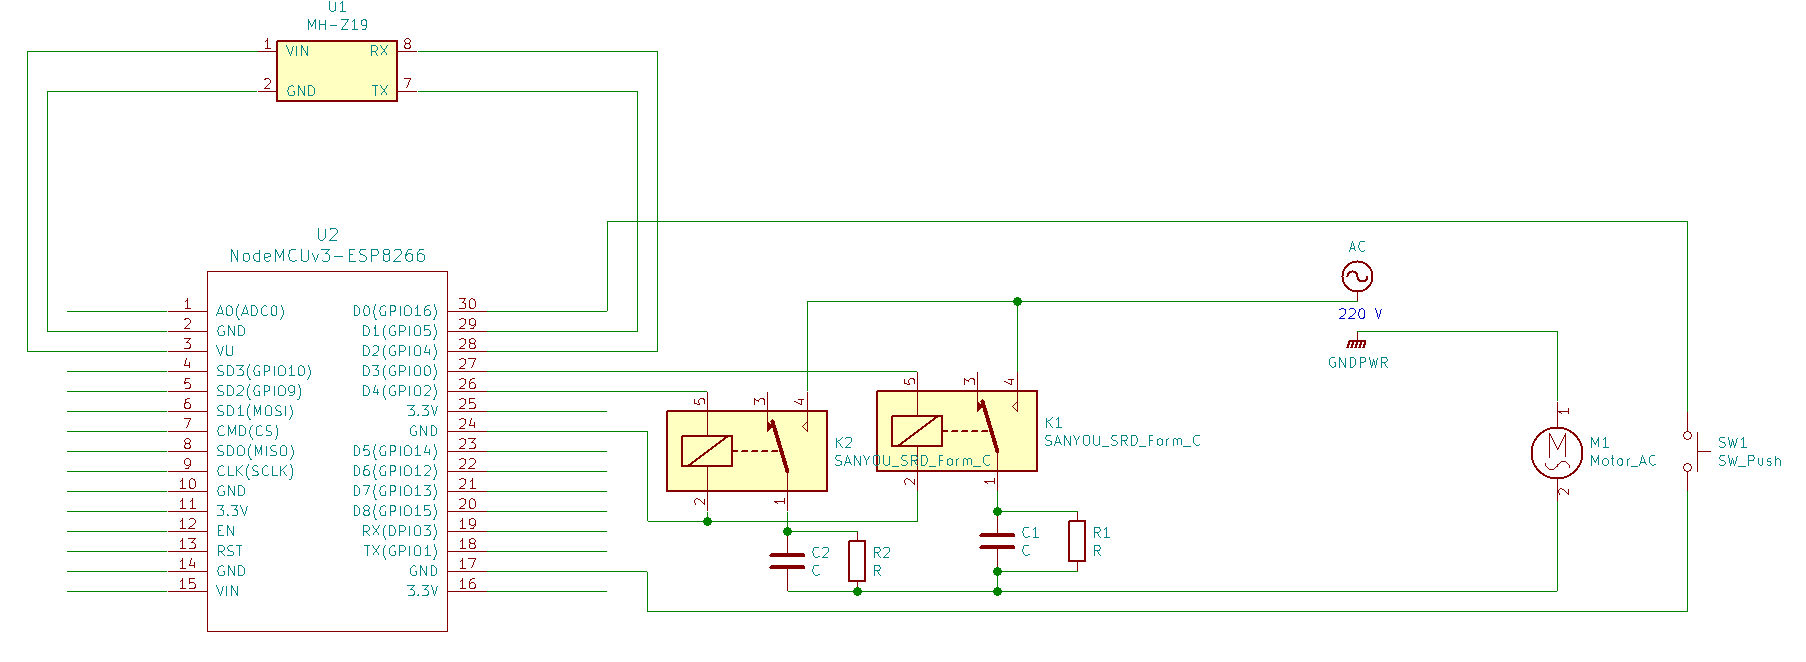 U1
MH-Z19
1 VIN RX 8
2 GND TX 7
U2
NodeMCUv3-ESP8266
1 A0(ADC0) D0(GPIO16) 30
2 GND D1(GPIO5) 29
3 VU D2(GPIO4) 28
4 SD3(GPIO10) D3(GPIO0) 27
5 SD2(GPIO9) D4(GPIO2) 26
6 SD1(MOSI) 3.3V 25
7 CMD(CS) GND 24
8 SD0(MISO) D5(GPIO14) 23
9 CLK(SCLK) D6(GPIO12) 22
10 GND D7(GPIO13) 21
11 3.3V D8(GPIO15) 20
12 EN RX(DPIO3) 19
13 RST TX(GPIO1) 18
14 GND GND 17
15 VIN 3.3V 16
5 3 4
K2
SANYOU_SRD_Form_C
2 1
5 3 4
K1
SANYOU_SRD_Form_C
2 1
C2
C
R2
R
C1
C
R1
R
AC
220 V
GNDPWR
1
M
M1
Motor_AC
2
SW1
SW_Push